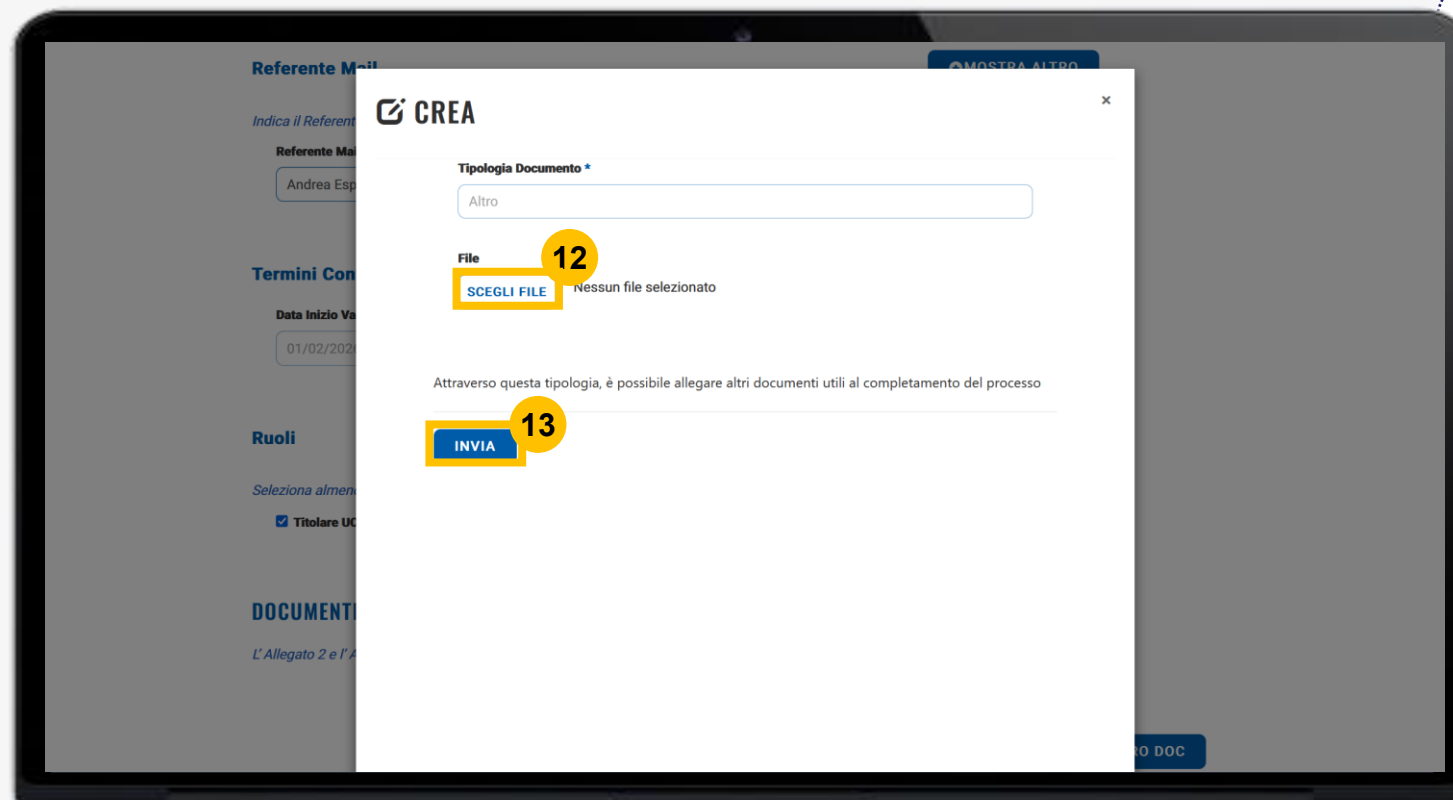 Referente Mail
MOSTRA ALTRO
CREA
×
Indica il Referent
Referente Mai
Andrea Esp
Tipologia Documento *
Altro
File
12
SCEGLI FILE
Nessun file selezionato
Termini Con
Data Inizio Va
01/02/202
Attraverso questa tipologia, è possibile allegare altri documenti utili al completamento del processo
13
INVIA
Ruoli
Seleziona almen
Titolare UC
DOCUMENTI
L'Allegato 2 e l'A
RO DOC